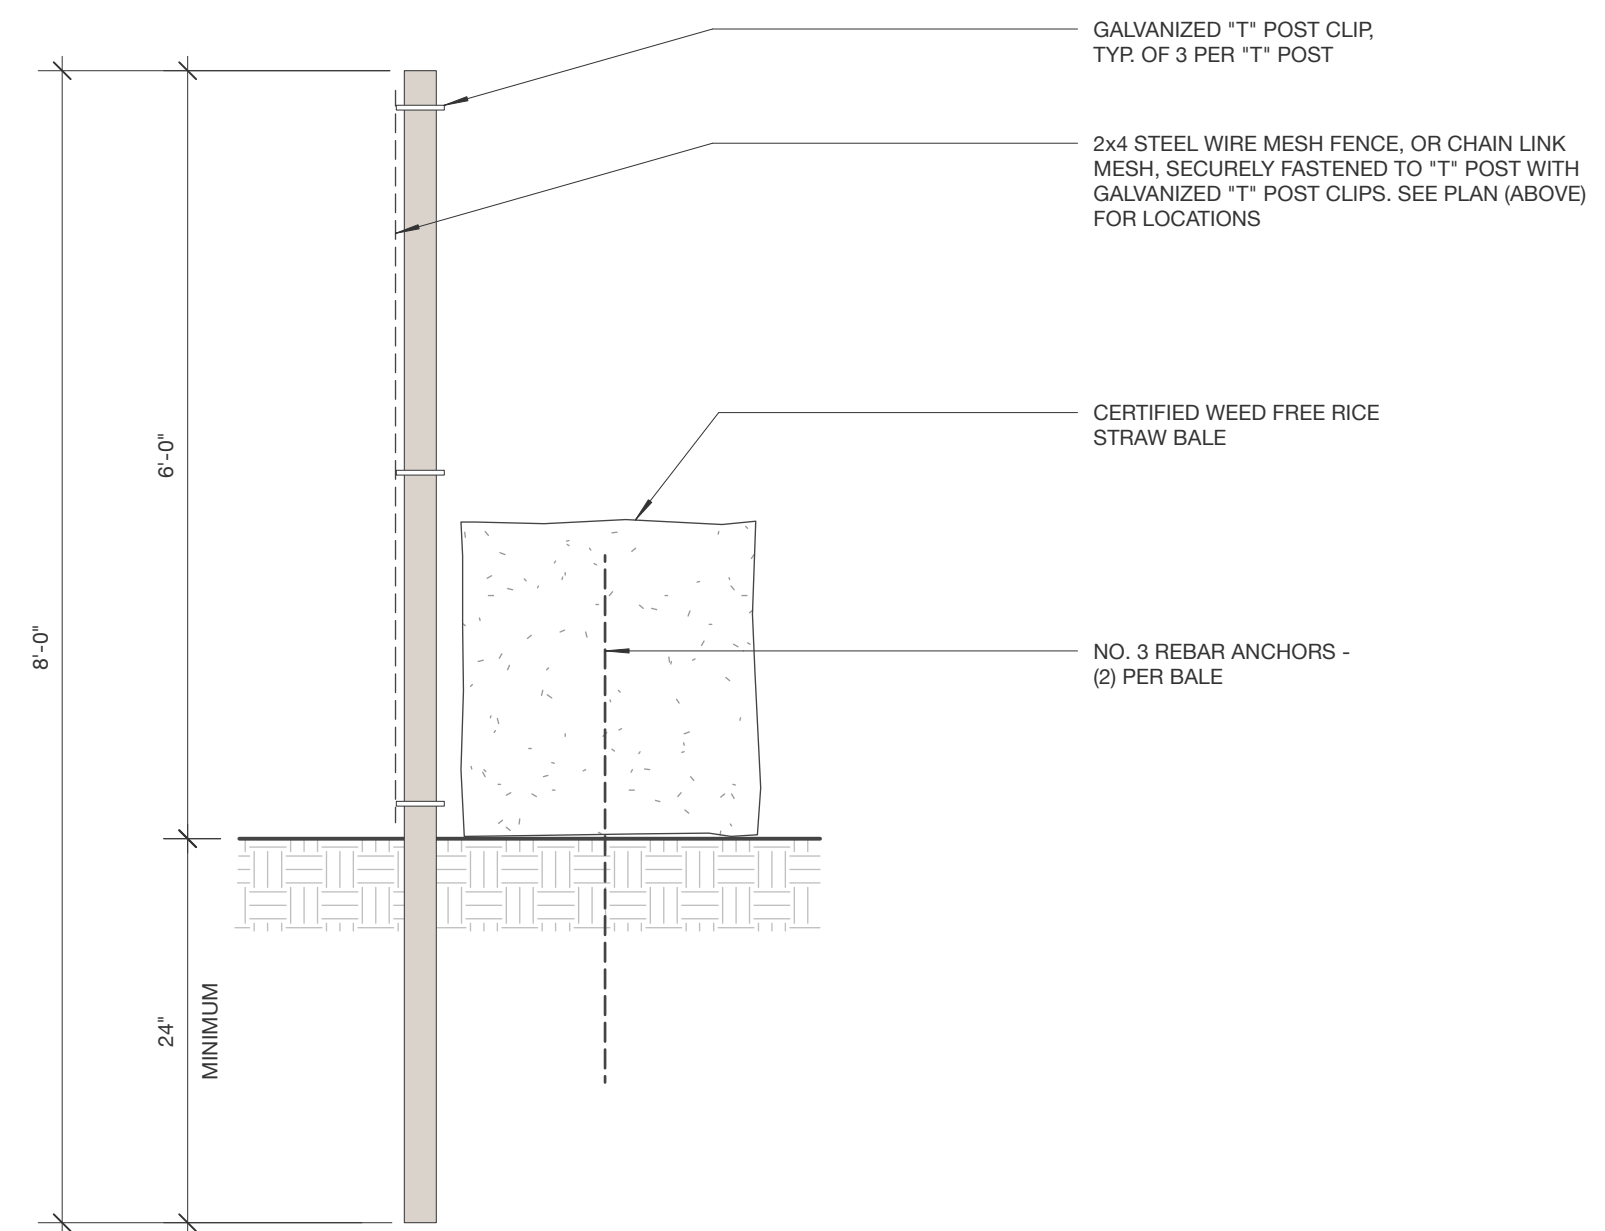 GALVANIZED "T" POST CLIP,
TYP. OF 3 PER "T" POST
2x4 STEEL WIRE MESH FENCE, OR CHAIN LINK
MESH, SECURELY FASTENED TO "T" POST WITH
GALVANIZED "T" POST CLIPS. SEE PLAN (ABOVE)
FOR LOCATIONS
CERTIFIED WEED FREE RICE
STRAW BALE
NO. 3 REBAR ANCHORS -
(2) PER BALE
8'-0"
6'-0"
24"
MINIMUM